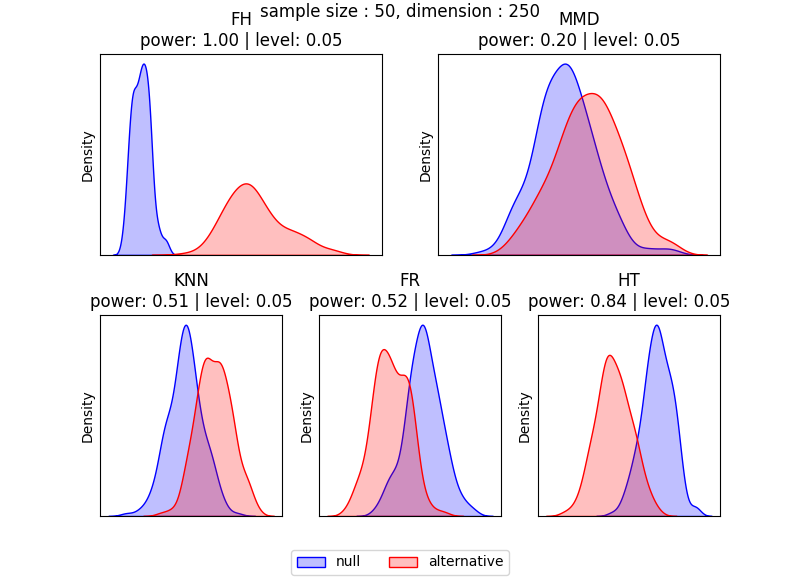 sample size : 50, dimension : 250
FH
power: 1.00 | level: 0.05
MMD
power: 0.20 | level: 0.05
Density
Density
KNN
power: 0.51 | level: 0.05
FR
power: 0.52 | level: 0.05
HT
power: 0.84 | level: 0.05
Density
Density
Density
null
alternative